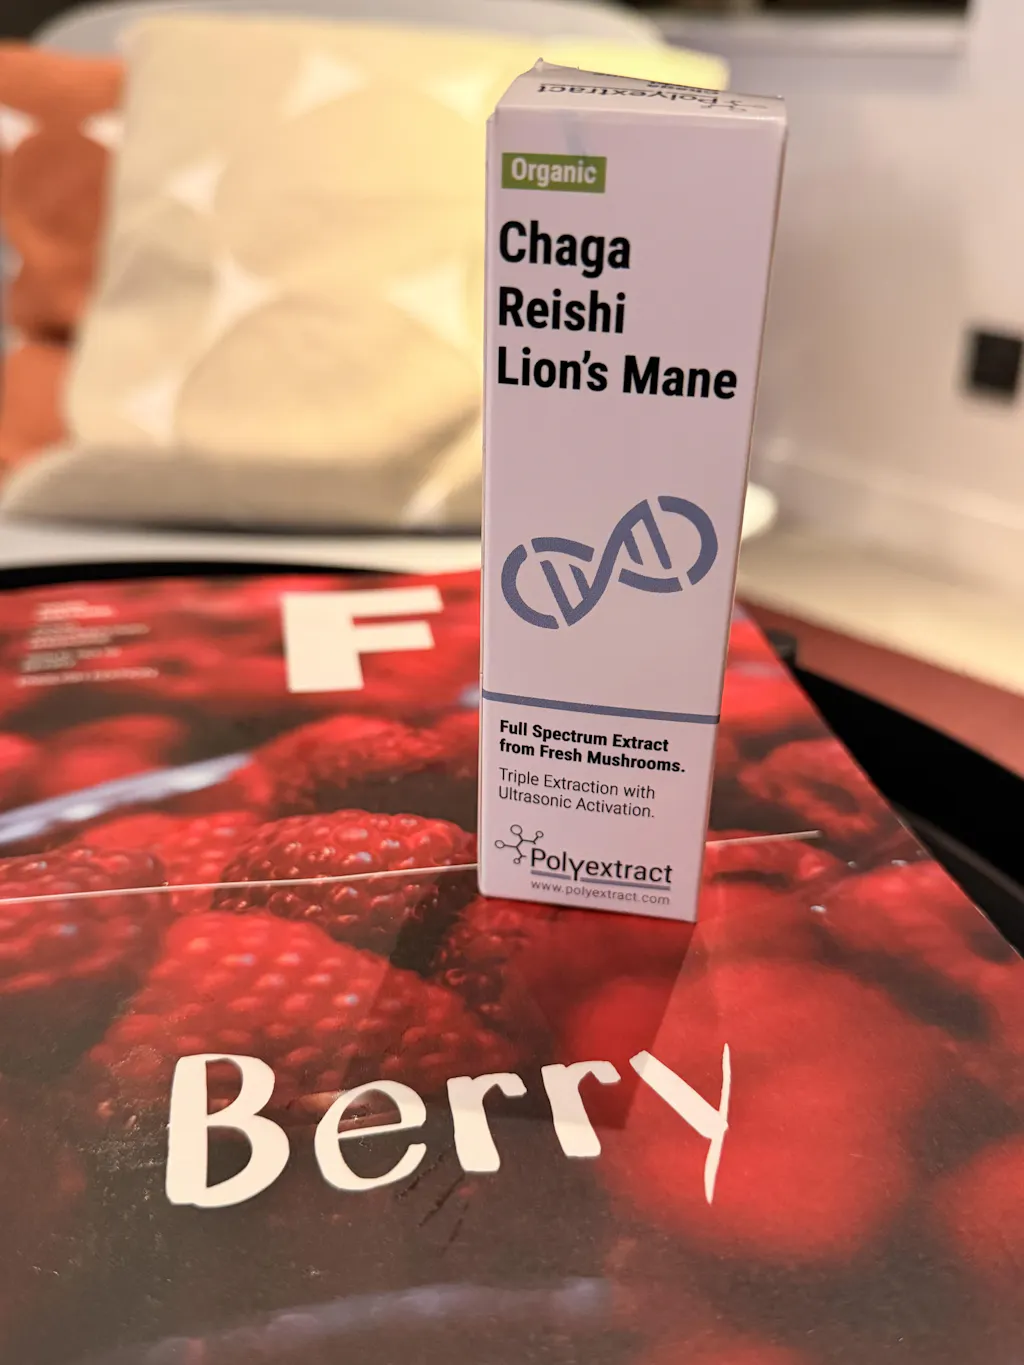 Polyextract
Organic
Chaga
Reishi
Lion's Mane
F
Full Spectrum Extract
from Fresh Mushrooms.
Triple Extraction with
Ultrasonic Activation.
Polyextract
www.polyextract.com
Berry